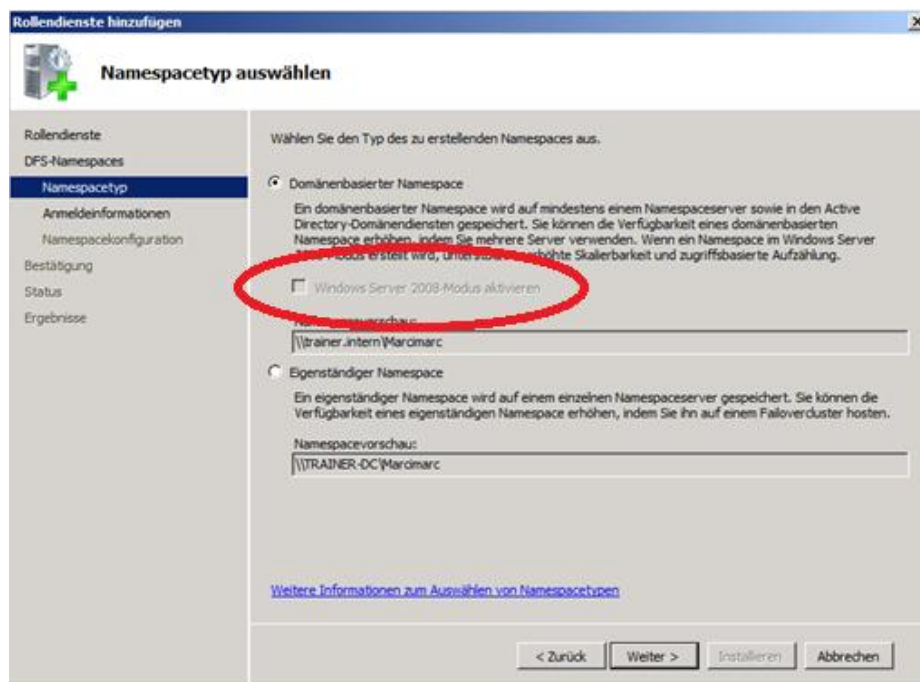 Rollendienste hinzufügen
Namespacetyp auswählen
Rollendienste
DFS-Namespaces
Namespacetyp
Anmeldeinformationen
Namespacekonfiguration
Bestätigung
Status
Ergebnisse
Wählen Sie den Typ des zu erstellenden Namespaces aus.
Domänenbasierter Namespace
Ein domänenbasierter Namespace wird auf mindestens einem Namespaceserver sowie in den Active
Directory-Domänendiensten gespeichert. Sie können die Verfügbarkeit eines domänenbasierten
Namespace erhöhen, indem Sie mehrere Server verwenden. Wenn ein Namespace im Windows Server
erstellt wird, erhöhte Skalierbarkeit und zugriffsbasierte Aufzählung.
Windows Server 2008-Modus aktivieren
\\trainer.intern\Marcimarc
Eigenständiger Namespace
Ein eigenständiger Namespace wird auf einem einzelnen Namespaceserver gespeichert. Sie können die
Verfügbarkeit eines eigenständigen Namespace erhöhen, indem Sie ihn auf einem Failovercluster hosten.
Namespacevorschau:
\\TRAINER-DC\Marcimarc
Weitere Informationen zum Auswählen von Namespacetypen
< Zurück
Weiter >
Installieren
Abbrechen